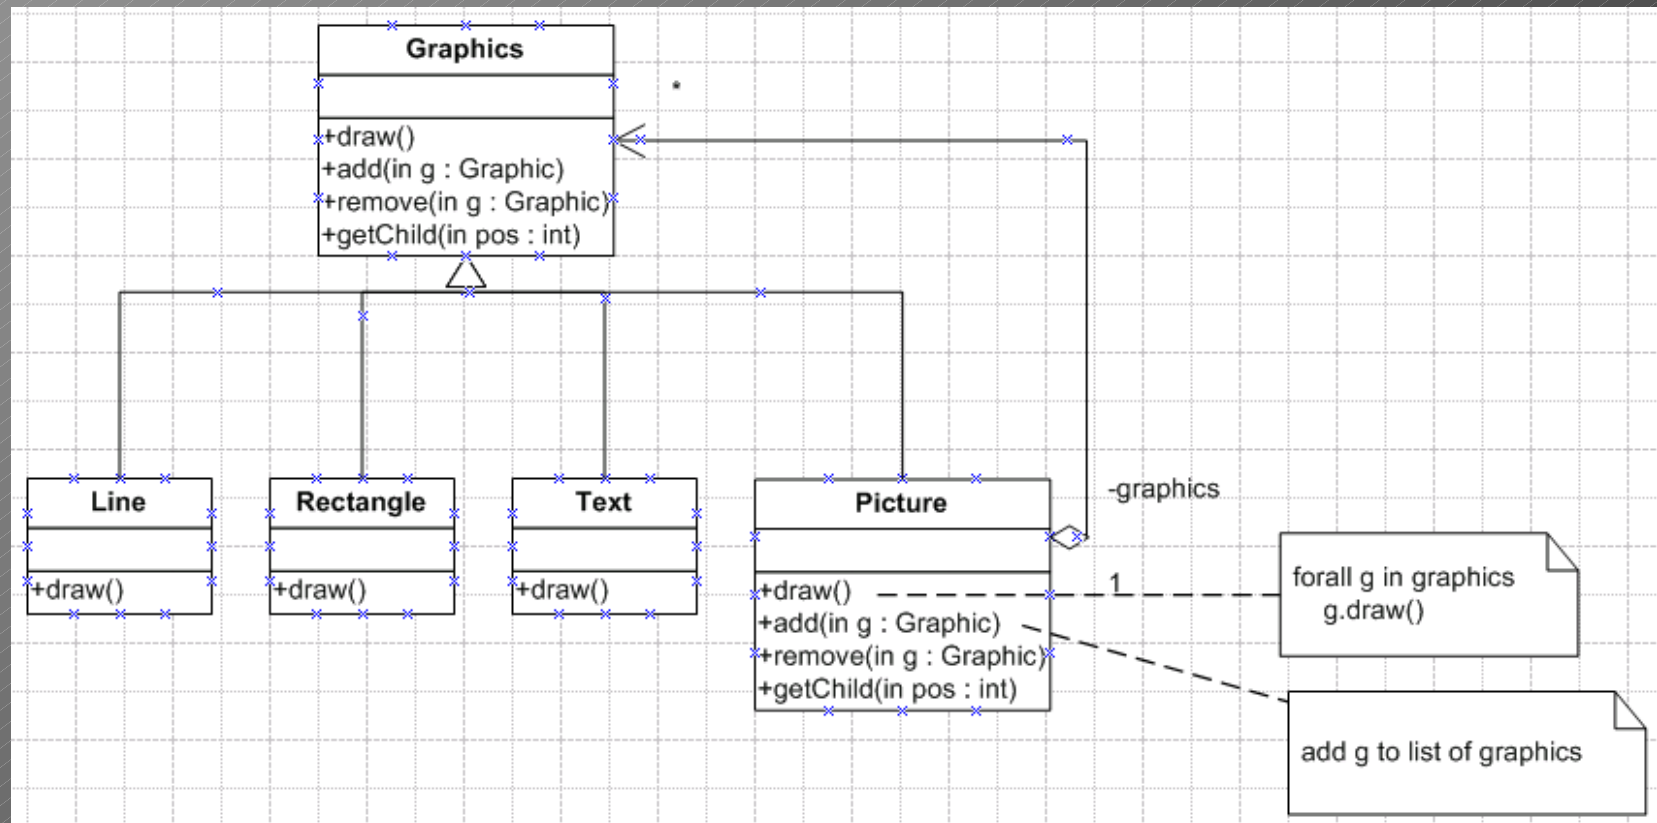 Graphics
*
+draw()
+add(in g : Graphic)
+remove(in g : Graphic)
+getChild(in pos : int)
Line
+draw()
Rectangle
+draw()
Text
+draw()
Picture
+draw()
+add(in g : Graphic)
+remove(in g : Graphic)
+getChild(in pos : int)
-graphics
1
forall g in graphics
g.draw()
add g to list of graphics